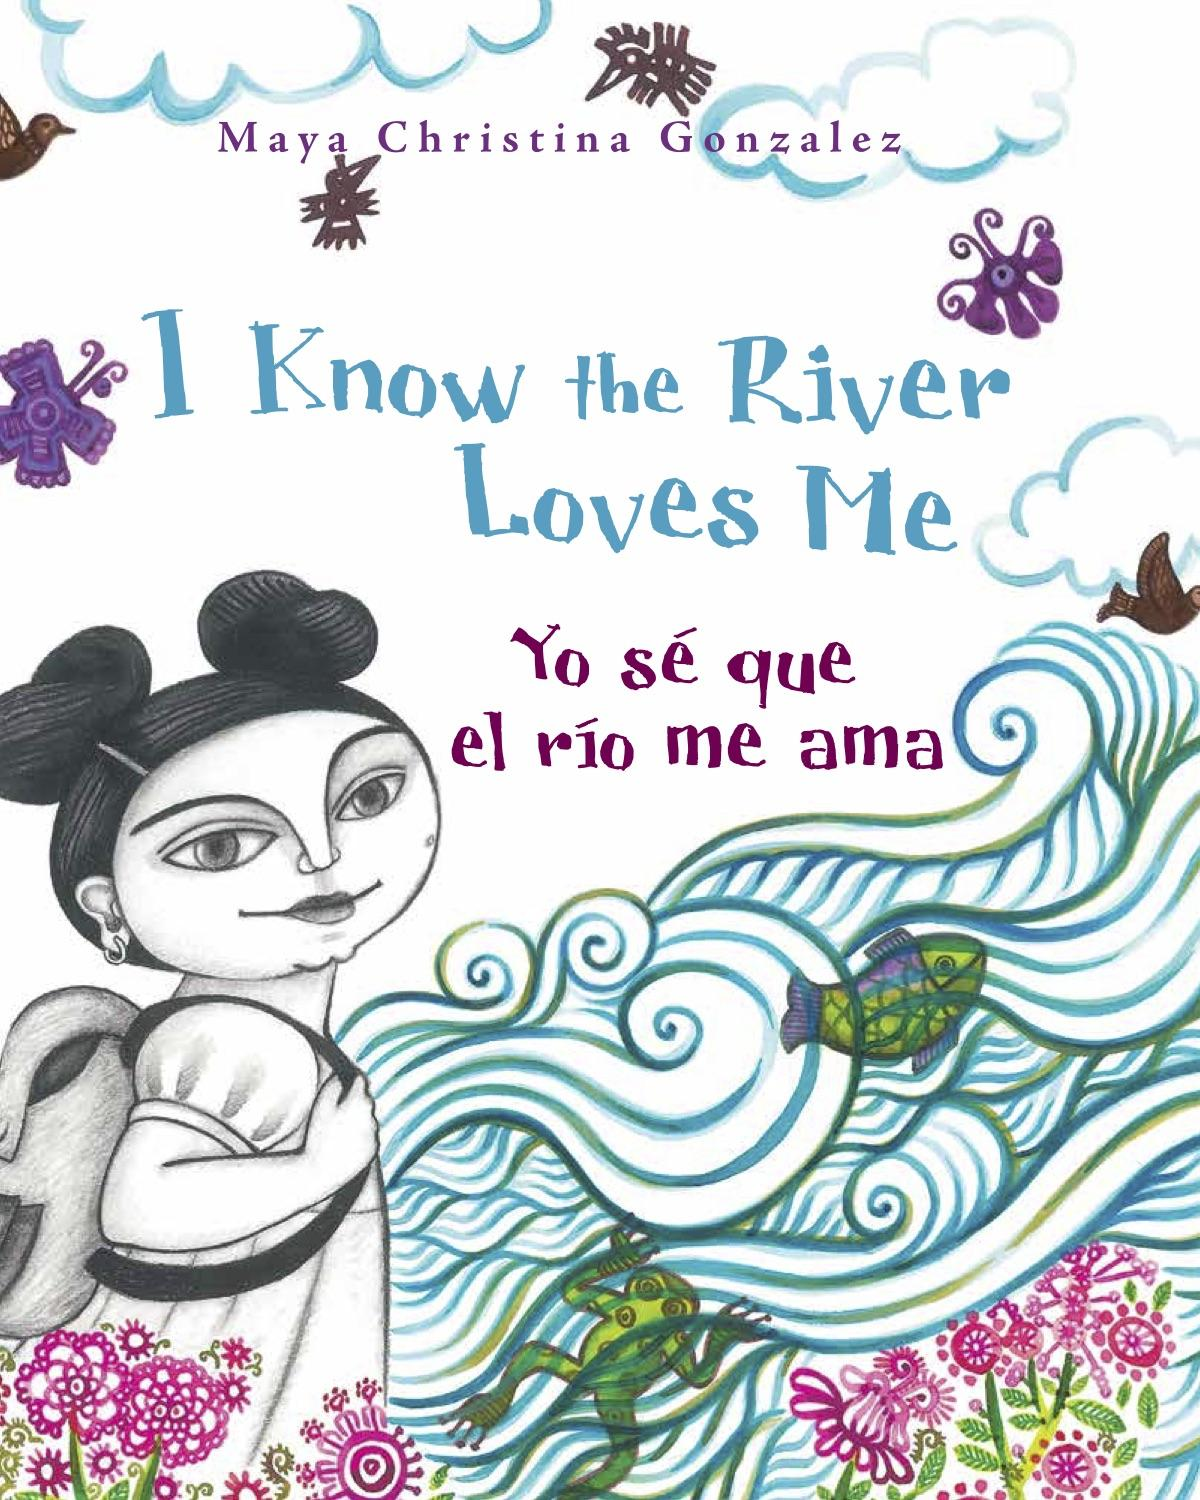 Maya Christina Gonzalez
I Know the River
Loves Me
Yo sé que
el río me ama